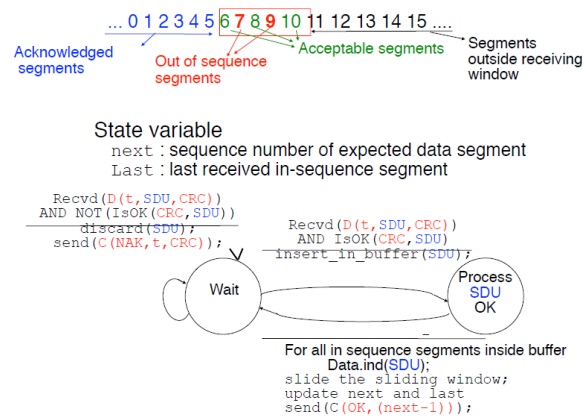 ... 0 1 2 3 4 5 6 7 8 9 10 11 12 13 14 15 ....
Acknowledged
segments
Out of sequence
segments
Acceptable segments
Segments
outside receiving
window
State variable
next : sequence number of expected data segment
Last : last received in-sequence segment
Recvd(D(t,SDU,CRC))
AND NOT(IsOK(CRC,SDU))
discard(SDU);
send(C(NAK,t,CRC));
Recvd(D(t,SDU,CRC))
AND IsOK(CRC,SDU)
insert_in_buffer(SDU);
Wait
Process
SDU
OK
-
For all in sequence segments inside buffer
Data.ind(SDU);
slide the sliding window;
update next and last
send(C(OK,(next-1)));